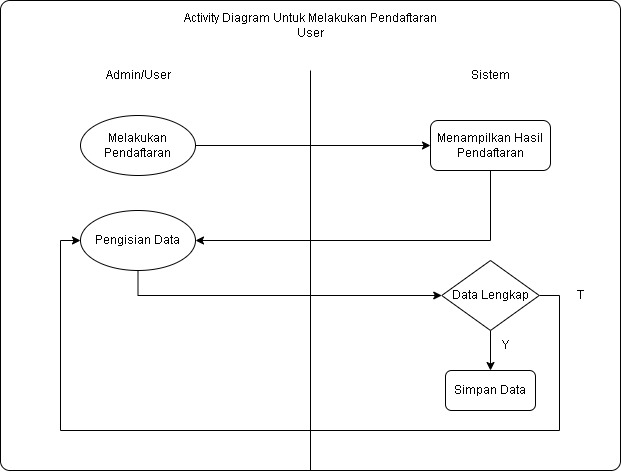 Activity Diagram Untuk Melakukan Pendaftaran
User
Admin/User
Sistem
Melakukan
Pendaftaran
Menampilkan Hasil
Pendaftaran
Pengisian Data
Data Lengkap
T
Y
Simpan Data